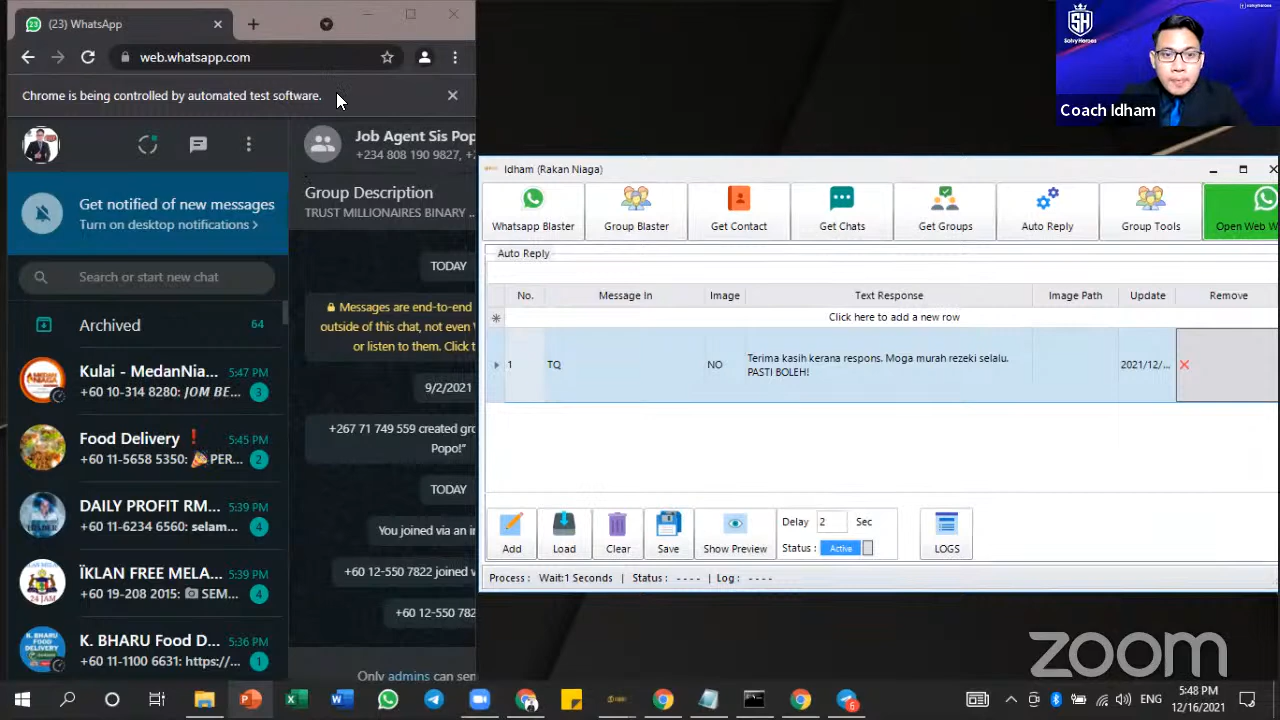 (23) WhatsApp
web.whatsapp.com
Chrome is being controlled by automated test software.
Job Agent Sis Pop
+234 808 190 9827, +2
Group Description
TRUST MILLIONAIRES BINARY ...
Get notified of new messages
Turn on desktop notifications >
Search or start new chat
Archived 64
Kulai - MedanNia... 5:47 PM
+60 10-314 8280: JOM BE... 3
Food Delivery 5:45 PM
+60 11-5658 5350: PER... 2
DAILY PROFIT RM... 5:39 PM
+60 11-6234 6560: selam... 4
ÏKLAN FREE MELA... 5:39 PM
+60 19-208 2015: SEM... 4
K. BHARU Food D... 5:36 PM
+60 11-1100 6631: https://... 1
TODAY
Messages are end-to-end
outside of this chat, not even
or listen to them. Click t
9/2/2021
+267 71 749 559 created gro
Popo!"
TODAY
You joined via an in
+60 12-550 7822 joined v
+60 12-550 782
Only admins can sen
SH
SolvyHeroes
Coach Idham
Idham (Rakan Niaga)
Whatsapp Blaster
Group Blaster
Get Contact
Get Chats
Get Groups
Auto Reply
Group Tools
Open Web W
Auto Reply
No. Message In Image Text Response Image Path Update Remove
Click here to add a new row
1 TQ NO Terima kasih kerana respons. Moga murah rezeki selalu. 2021/12/...
PASTI BOLEH!
Add
Load
Clear
Save
Show Preview
Delay 2 Sec
Status : Active
LOGS
Process : Wait:1 Seconds | Status : - - - - | Log : - - - -
zoom
ENG
5:48 PM
12/16/2021